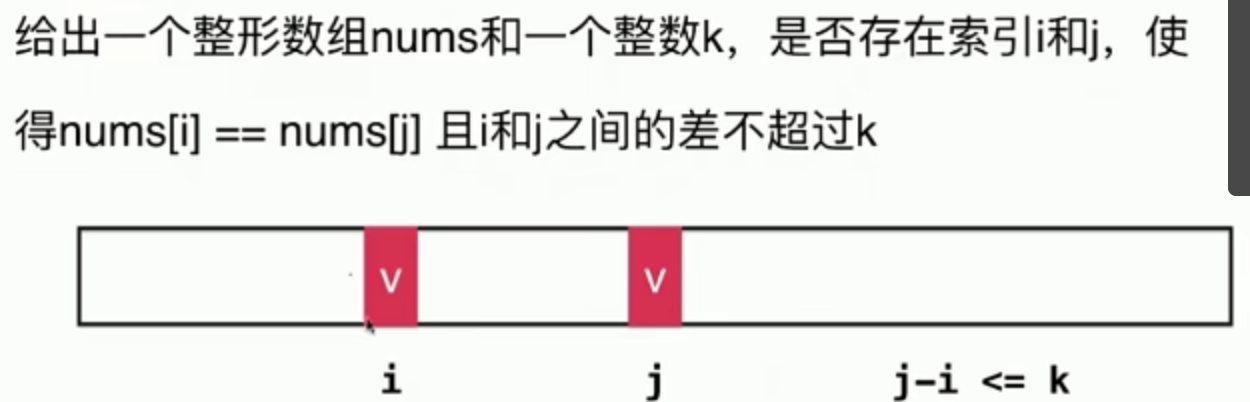 给出一个整形数组nums和一个整数k，是否存在索引i和j，使
得nums[i] == nums[j] 且i和j之间的差不超过k
v v
i j j-i <= k